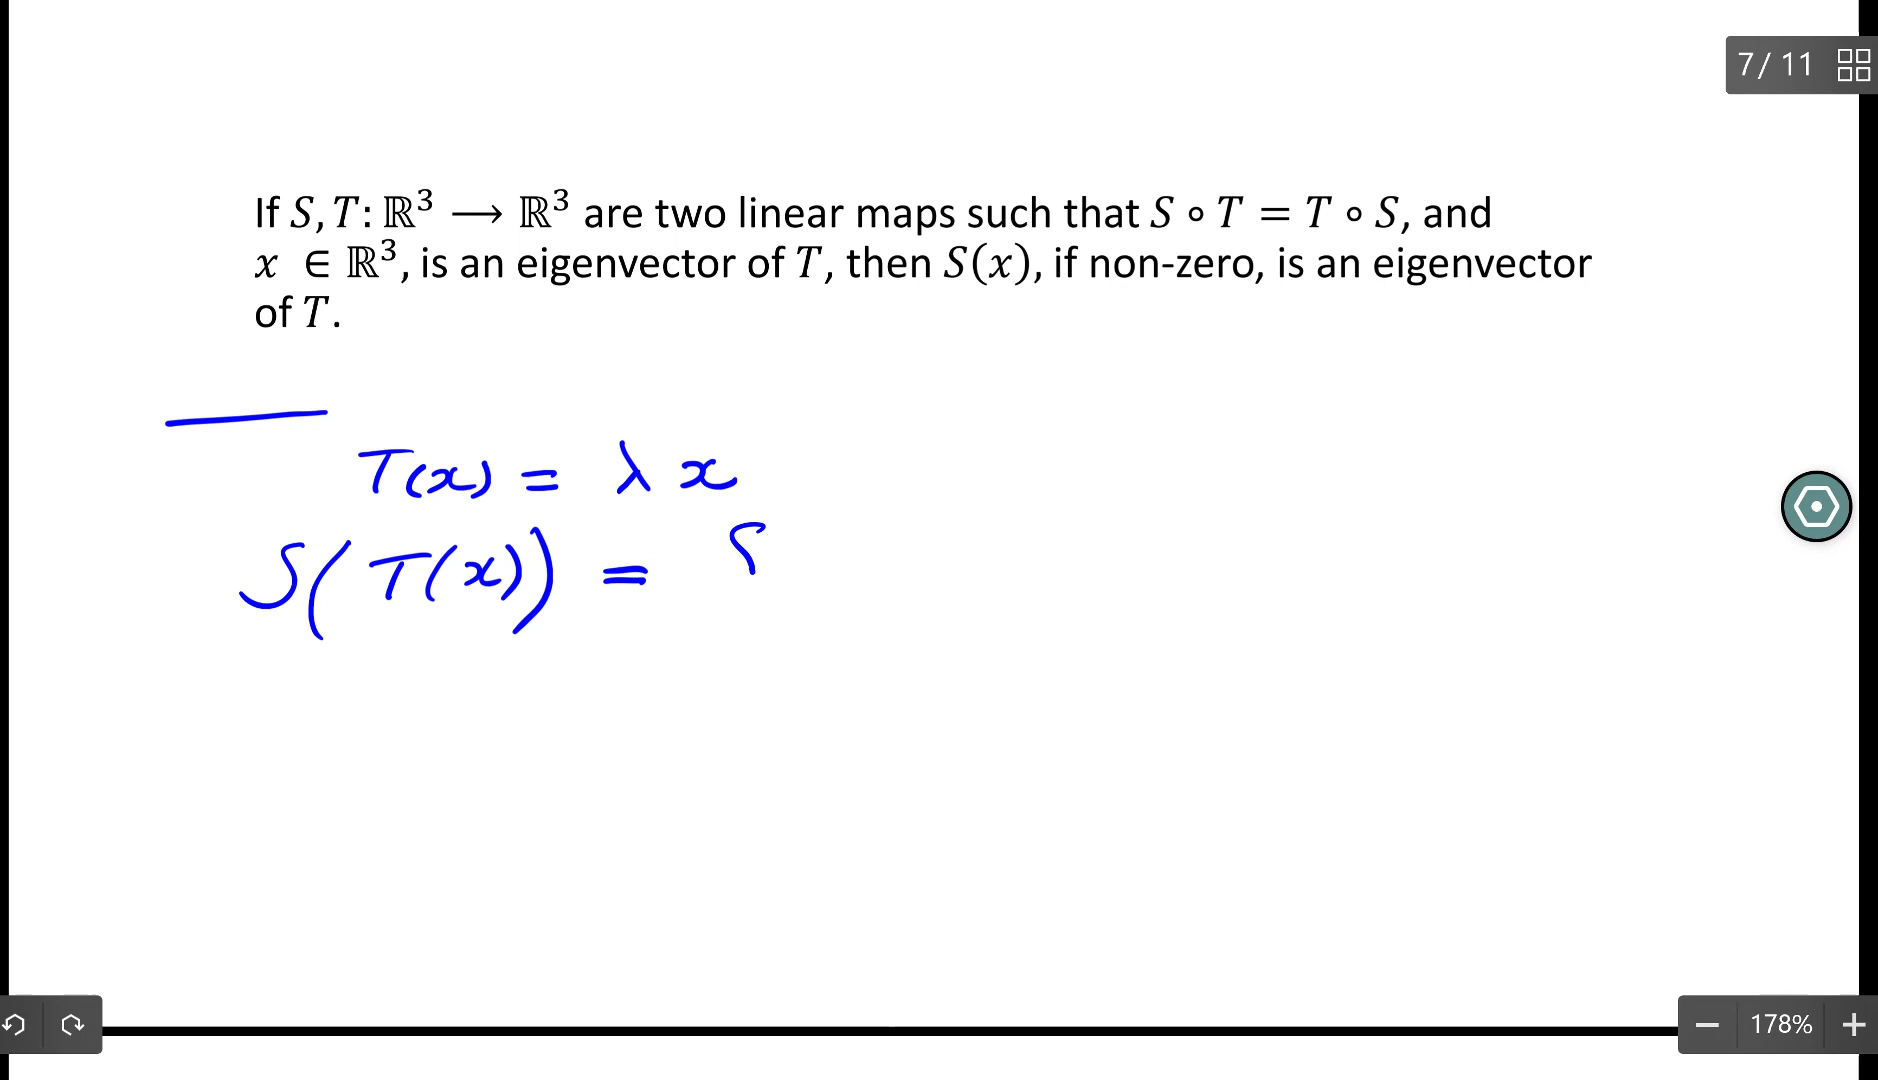 7/ 11
If S, T: ℝ³ ⟶ ℝ³ are two linear maps such that S ∘ T = T ∘ S, and
x ∈ ℝ³, is an eigenvector of T, then S(x), if non-zero, is an eigenvector
of T.
T(x) = λ x
S(T(x)) = S
178%